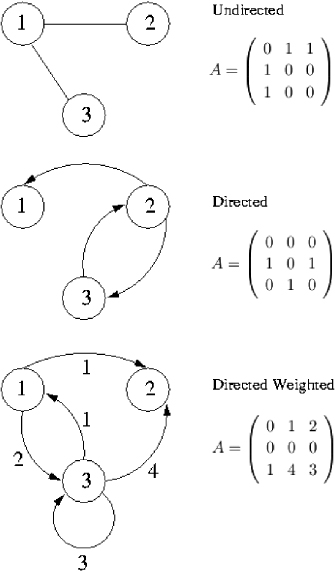 Undirected
1 2
3
A = ( 0 1 1
1 0 0
1 0 0 )
Directed
1 2
3
A = ( 0 0 0
1 0 1
0 1 0 )
Directed Weighted
1 1 2
1
2 3 4
3
A = ( 0 1 2
0 0 0
1 4 3 )